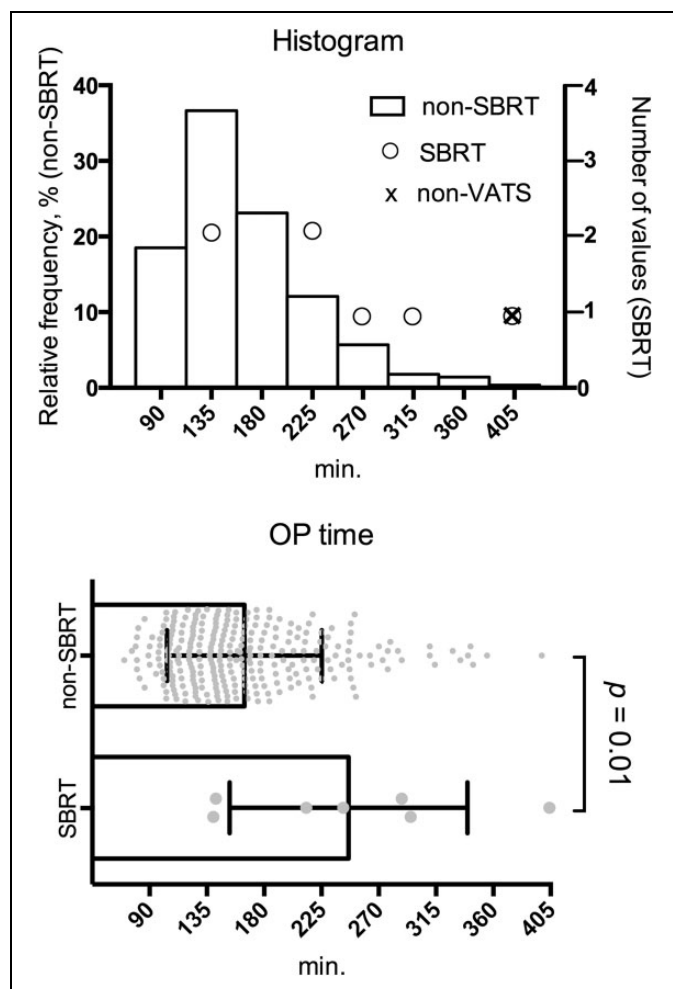 Histogram
Relative frequency, % (non-SBRT)
40
30
20
10
0
non-SBRT
SBRT
x non-VATS
4
3
2
1
0
Number of values (SBRT)
90 135 180 225 270 315 360 405
min.
OP time
non-SBRT
SBRT
p = 0.01
90 135 180 225 270 315 360 405
min.